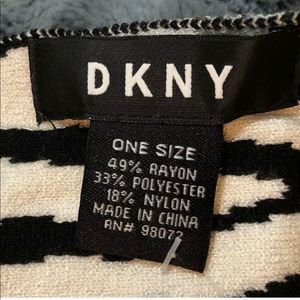 DKNY
ONE SIZE
49% RAYON
33% POLYESTER
18% NYLON
MADE IN CHINA
RN# 98072